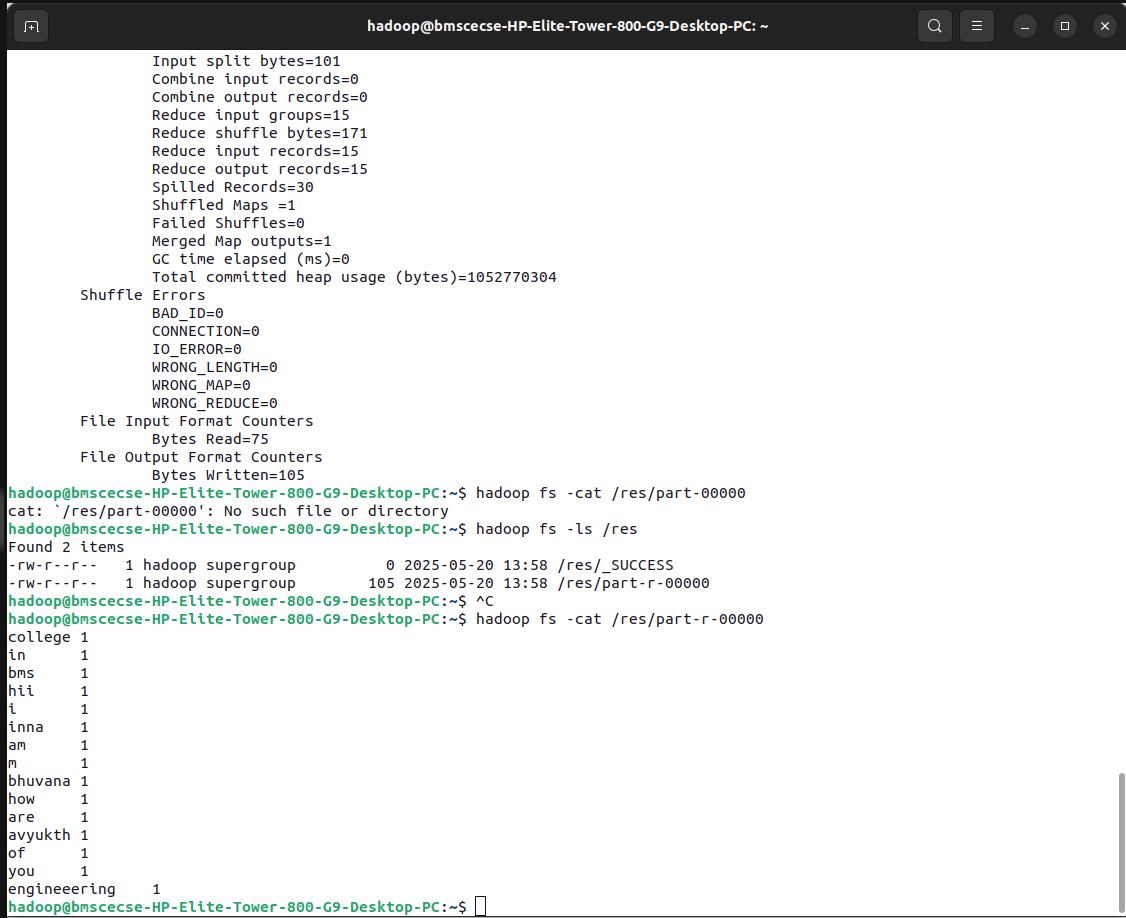 hadoop@bmscecse-HP-Elite-Tower-800-G9-Desktop-PC: ~
Input split bytes=101
Combine input records=0
Combine output records=0
Reduce input groups=15
Reduce shuffle bytes=171
Reduce input records=15
Reduce output records=15
Spilled Records=30
Shuffled Maps =1
Failed Shuffles=0
Merged Map outputs=1
GC time elapsed (ms)=0
Total committed heap usage (bytes)=1052770304
Shuffle Errors
BAD_ID=0
CONNECTION=0
IO_ERROR=0
WRONG_LENGTH=0
WRONG_MAP=0
WRONG_REDUCE=0
File Input Format Counters
Bytes Read=75
File Output Format Counters
Bytes Written=105
hadoop@bmscecse-HP-Elite-Tower-800-G9-Desktop-PC:~$ hadoop fs -cat /res/part-00000
cat: `/res/part-00000': No such file or directory
hadoop@bmscecse-HP-Elite-Tower-800-G9-Desktop-PC:~$ hadoop fs -ls /res
Found 2 items
-rw-r--r--   1 hadoop supergroup          0 2025-05-20 13:58 /res/_SUCCESS
-rw-r--r--   1 hadoop supergroup        105 2025-05-20 13:58 /res/part-r-00000
hadoop@bmscecse-HP-Elite-Tower-800-G9-Desktop-PC:~$ ^C
hadoop@bmscecse-HP-Elite-Tower-800-G9-Desktop-PC:~$ hadoop fs -cat /res/part-r-00000
college 1
in      1
bms     1
hii     1
i       1
inna    1
am      1
m       1
bhuvana 1
how     1
are     1
avyukth 1
of      1
you     1
engineeering    1
hadoop@bmscecse-HP-Elite-Tower-800-G9-Desktop-PC:~$